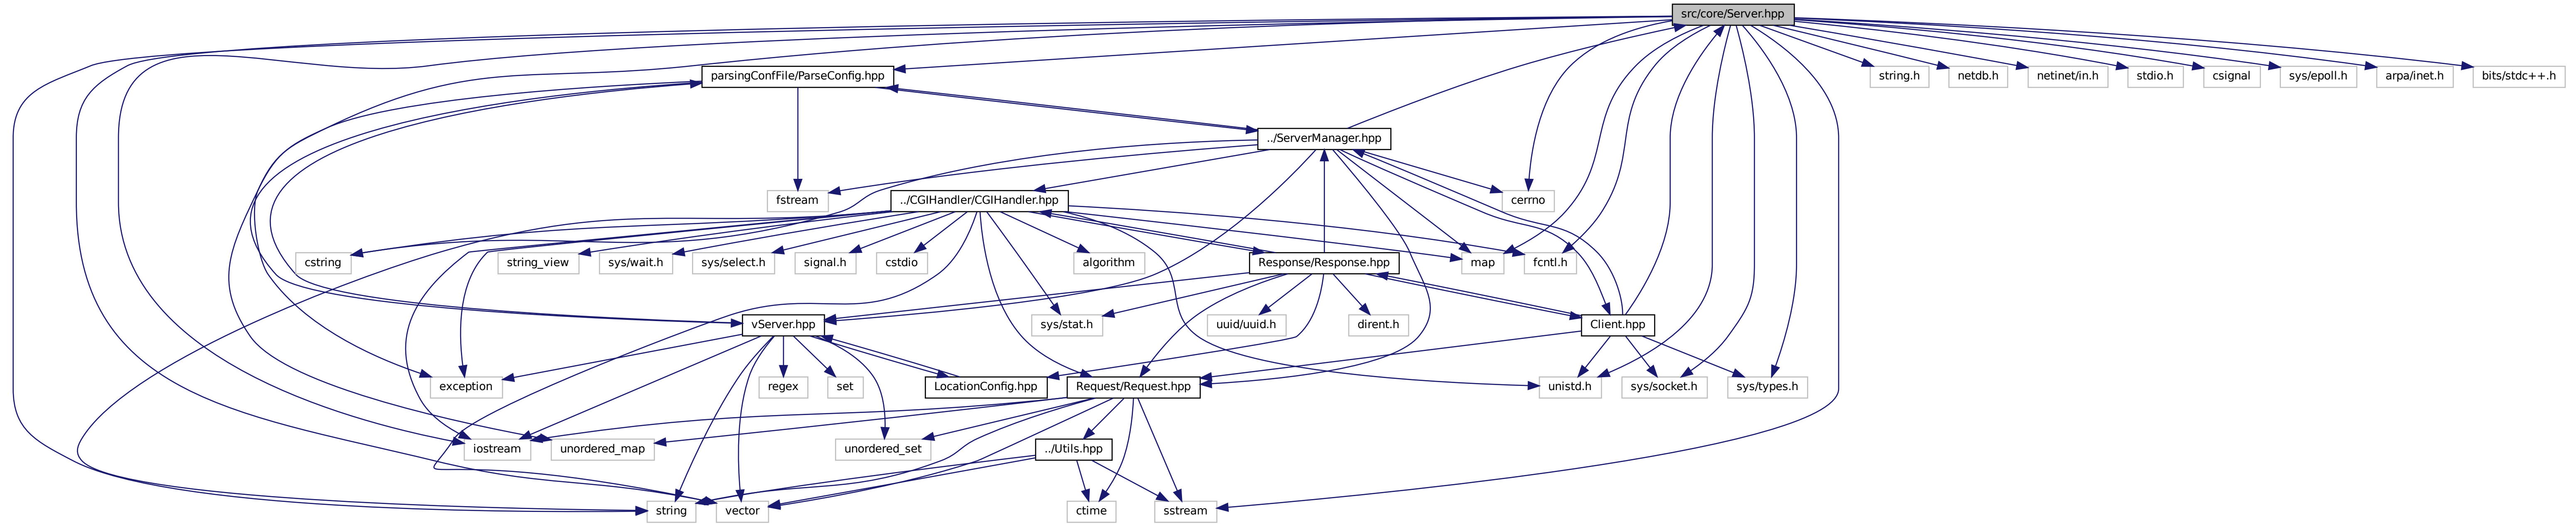 src/core/Server.hpp
parsingConfFile/ParseConfig.hpp
string.h
netdb.h
netinet/in.h
stdio.h
csignal
sys/epoll.h
arpa/inet.h
bits/stdc++.h
../ServerManager.hpp
fstream
../CGIHandler/CGIHandler.hpp
cerrno
cstring
string_view
sys/wait.h
sys/select.h
signal.h
cstdio
algorithm
Response/Response.hpp
map
fcntl.h
vServer.hpp
sys/stat.h
uuid/uuid.h
dirent.h
Client.hpp
exception
regex
set
LocationConfig.hpp
Request/Request.hpp
unistd.h
sys/socket.h
sys/types.h
iostream
unordered_map
unordered_set
../Utils.hpp
string
vector
ctime
sstream